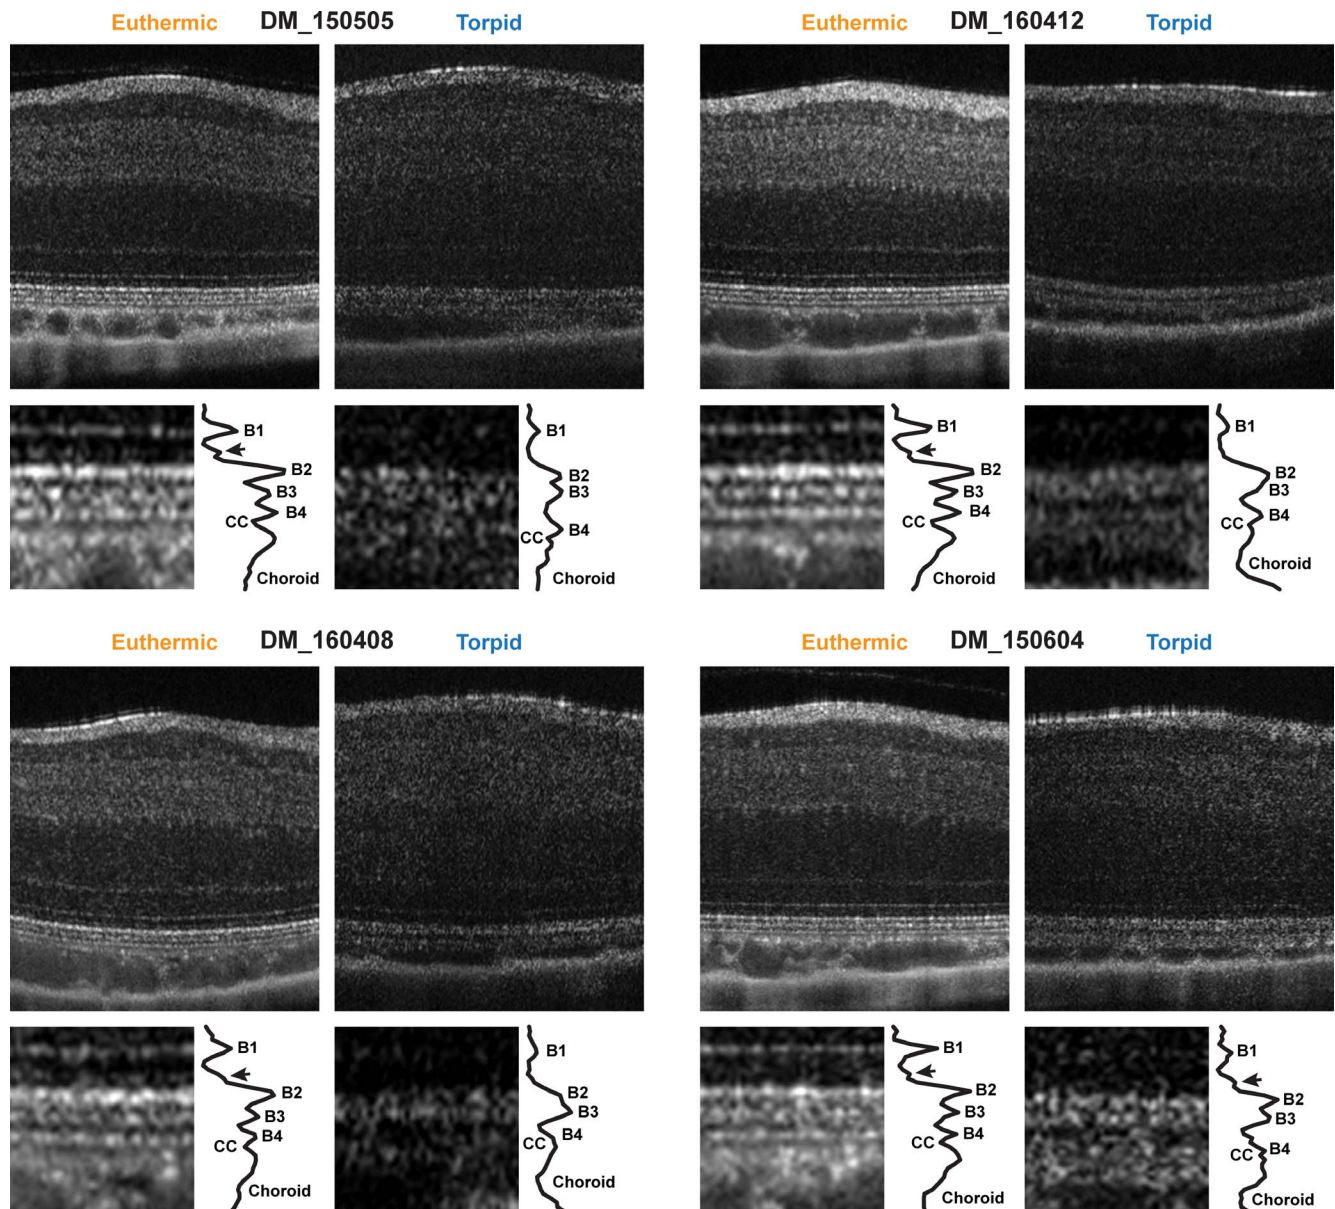 Euthermic DM_150505 Torpid
Euthermic DM_160412 Torpid
B1
B2
B3
B4
CC
Choroid
B1
B2
B3
B4
CC
Choroid
B1
B2
B3
B4
CC
Choroid
B1
B2
B3
B4
CC
Choroid
Euthermic DM_160408 Torpid
Euthermic DM_150604 Torpid
B1
B2
B3
B4
CC
Choroid
B1
B2
B3
B4
CC
Choroid
B1
B2
B3
B4
CC
Choroid
B1
B2
B3
B4
CC
Choroid